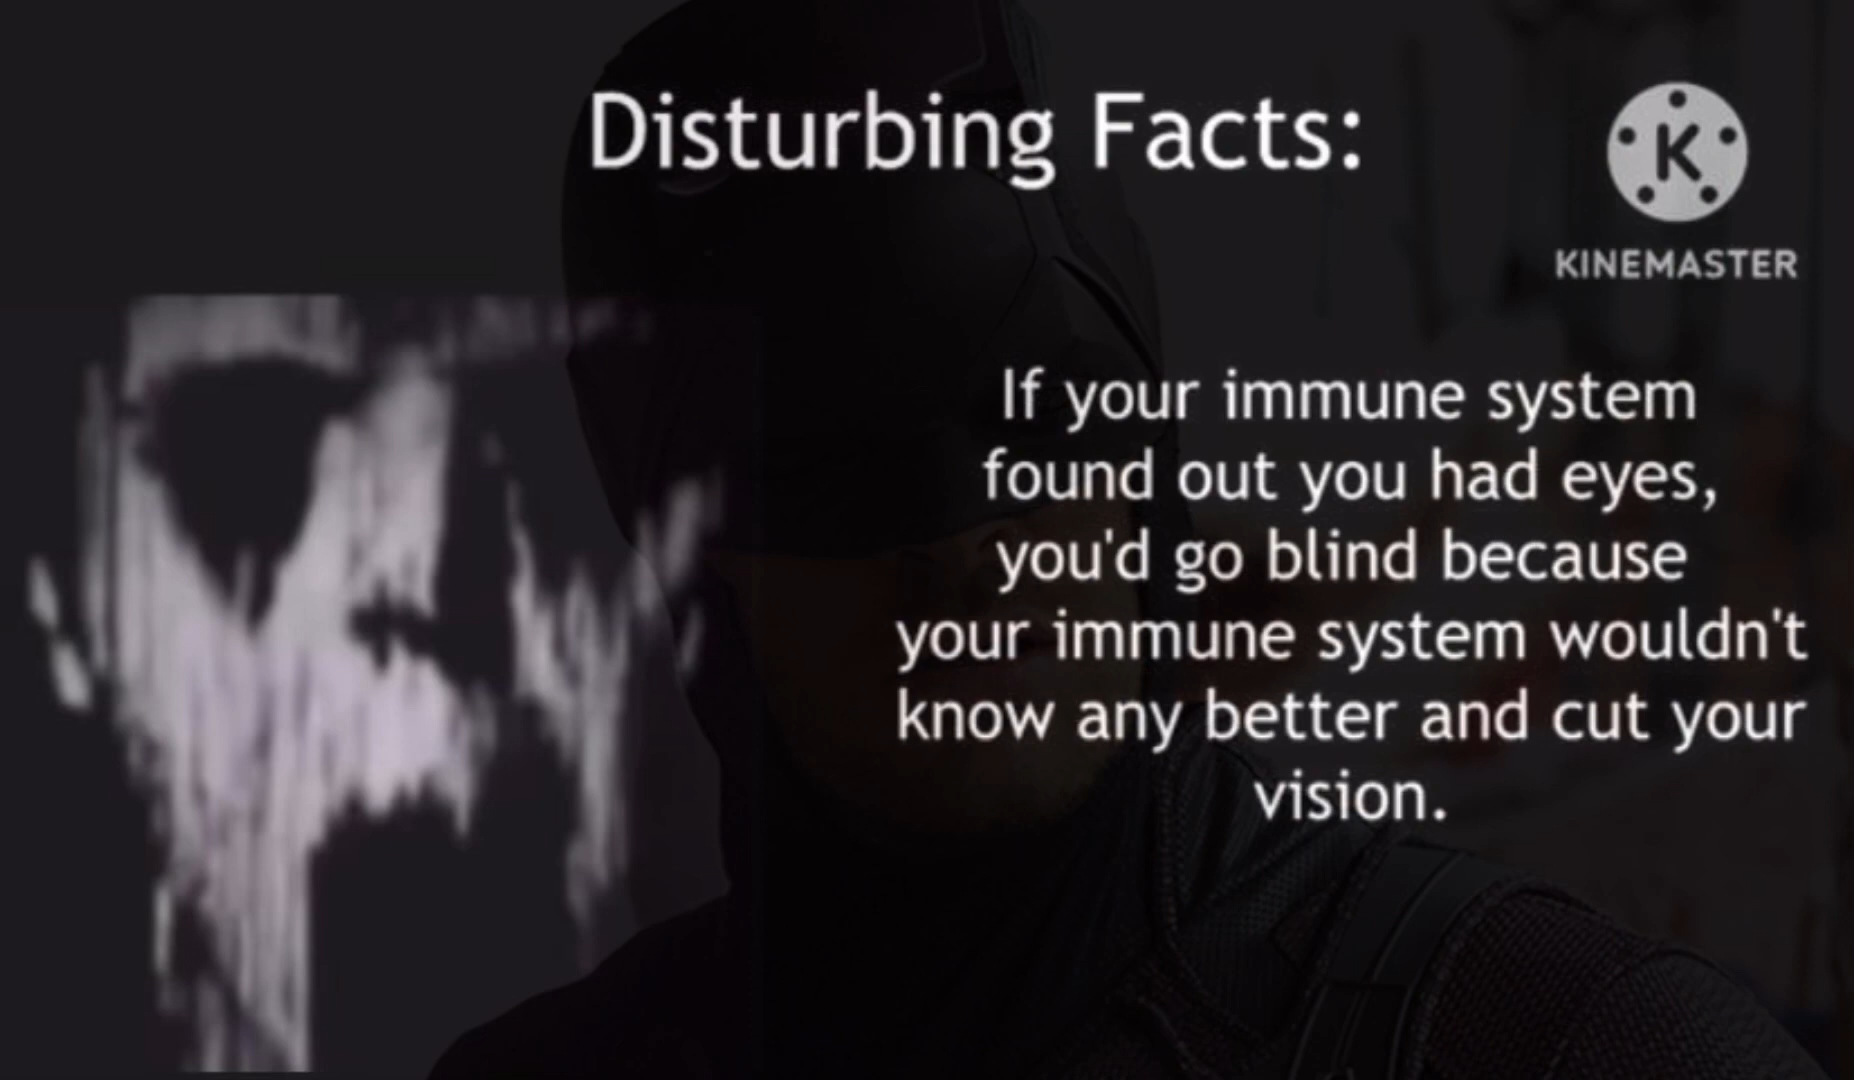 Disturbing Facts:
K
KINEMASTER
If your immune system
found out you had eyes,
you'd go blind because
your immune system wouldn't
know any better and cut your
vision.